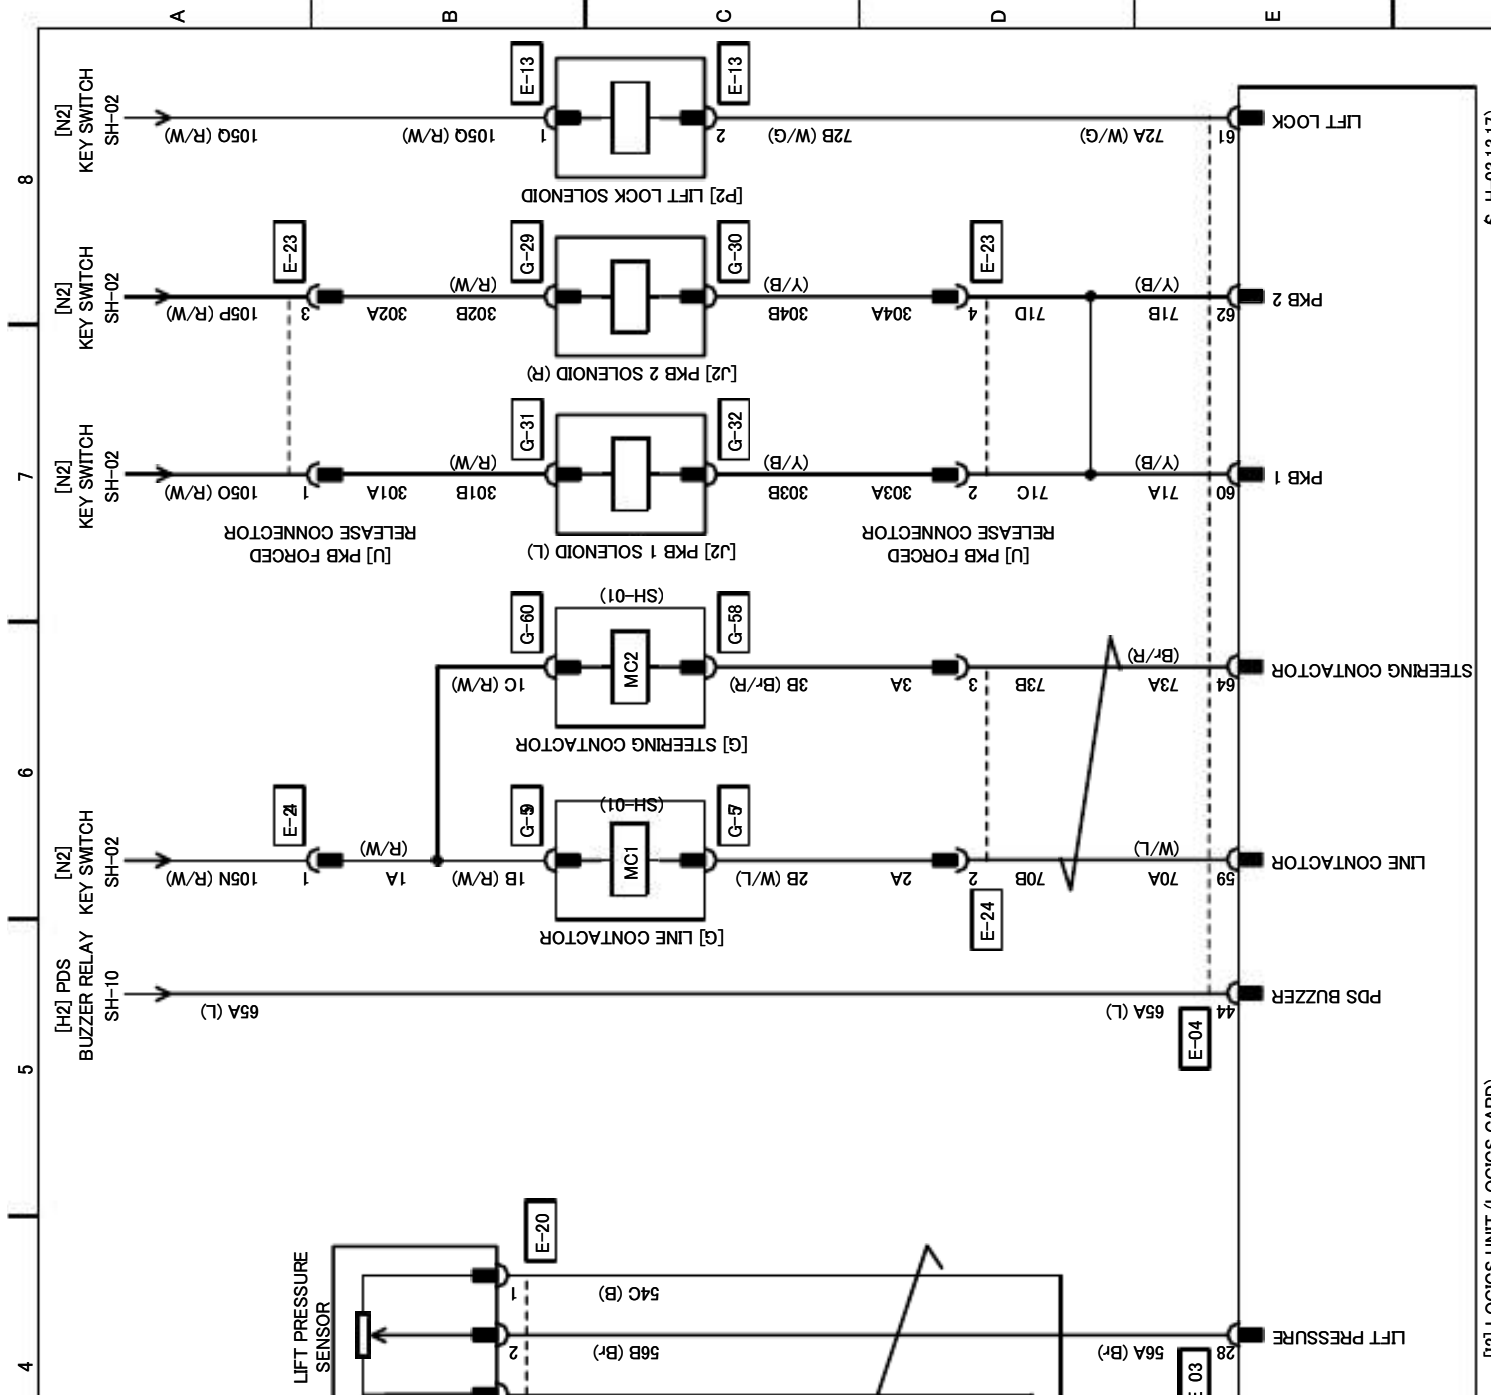 A B C D E
8
[N2]
KEY SWITCH
SH-02
105Q (R/W)
105Q (R/W)
E-13
1
E-13
2
72B (W/G)
72A (W/G)
61
LIFT LOCK
[P2] LIFT LOCK SOLENOID
[N2]
KEY SWITCH
SH-02
105P (R/W)
E-23
3
302A
302B
(R/W)
G-29
G-30
(Y/B)
304B
304A
E-23
4
71D
71B
(Y/B)
62
PKB 2
[J2] PKB 2 SOLENOID (R)
7
[N2]
KEY SWITCH
SH-02
105O (R/W)
1
301A
301B
(R/W)
G-31
G-32
(Y/B)
303B
303A
2
71C
71A
(Y/B)
60
PKB 1
[U] PKB FORCED
RELEASE CONNECTOR
[J2] PKB 1 SOLENOID (L)
[U] PKB FORCED
RELEASE CONNECTOR
(SH-01)
G-60
1C (R/W)
MC2
G-58
3B (Br/R)
3A
3
73B
73A
(Br/R)
64
STEERING CONTACTOR
[G] STEERING CONTACTOR
6
[N2]
KEY SWITCH
SH-02
105N (R/W)
1
1A
(R/W)
1B (R/W)
(SH-01)
MC1
2B (W/L)
2A
2
70B
70A
(W/L)
59
LINE CONTACTOR
E-24
[G] LINE CONTACTOR
[H2] PDS
BUZZER RELAY
SH-10
65A (L)
65A (L)
44
PDS BUZZER
E-04
5
E-20
LIFT PRESSURE
SENSOR
1
54C (B)
2
56B (Br)
56A (Br)
28
LIFT PRESSURE
4